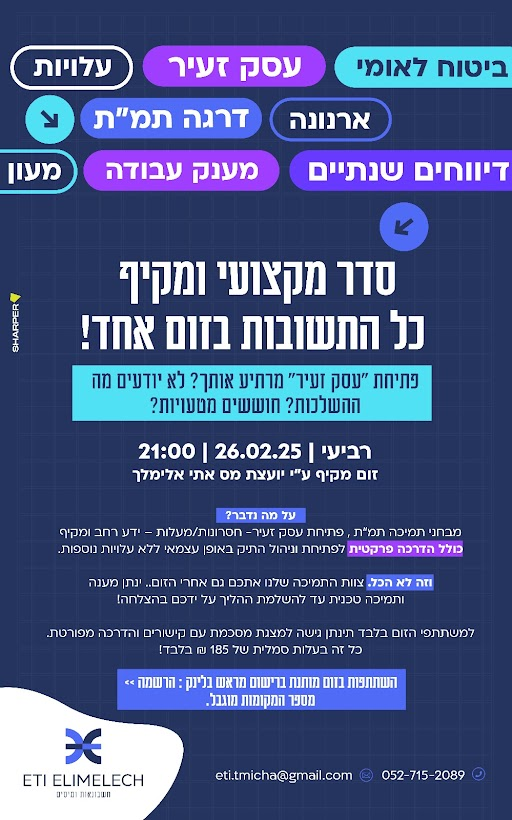 ביטוח לאומי
עסק זעיר
עלויות
ארנונה
דרגה תמ"ת
דיווחים שנתיים
מענק עבודה
מעון
סדר מקצועי ומקיף
כל התשובות בזום אחד!
SHARPER
פתיחת "עסק זעיר" מרתיע אותך? לא יודעים מה
ההשלכות? חוששים מטעויות?
רביעי | 26.02.25 | 21:00
זום מקיף ע"י יועצת מס אתי אלימלך
על מה נדבר?
מבחני תמיכה תמ"ת , פתיחת עסק זעיר- חסרונות/מעלות – ידע רחב ומקיף
כולל הדרכה פרקטית לפתיחת וניהול התיק באופן עצמאי ללא עלויות נוספות.
וזה לא הכל. צוות התמיכה שלנו אתכם גם אחרי הזום.. ינתן מענה
ותמיכה טכנית עד להשלמת ההליך על ידכם בהצלחה!
למשתתפי הזום בלבד תינתן גישה למצגת מסכמת עם קישורים והדרכה מפורטת.
כל זה בעלות סמלית של 185 ₪ בלבד!
השתתפות בזום מותנת ברישום מראש בלינק : הרשמה >>
מספר המקומות מוגבל.
052-715-2089
eti.tmicha@gmail.com
ETI ELIMELECH
חשבונאות ומיסים